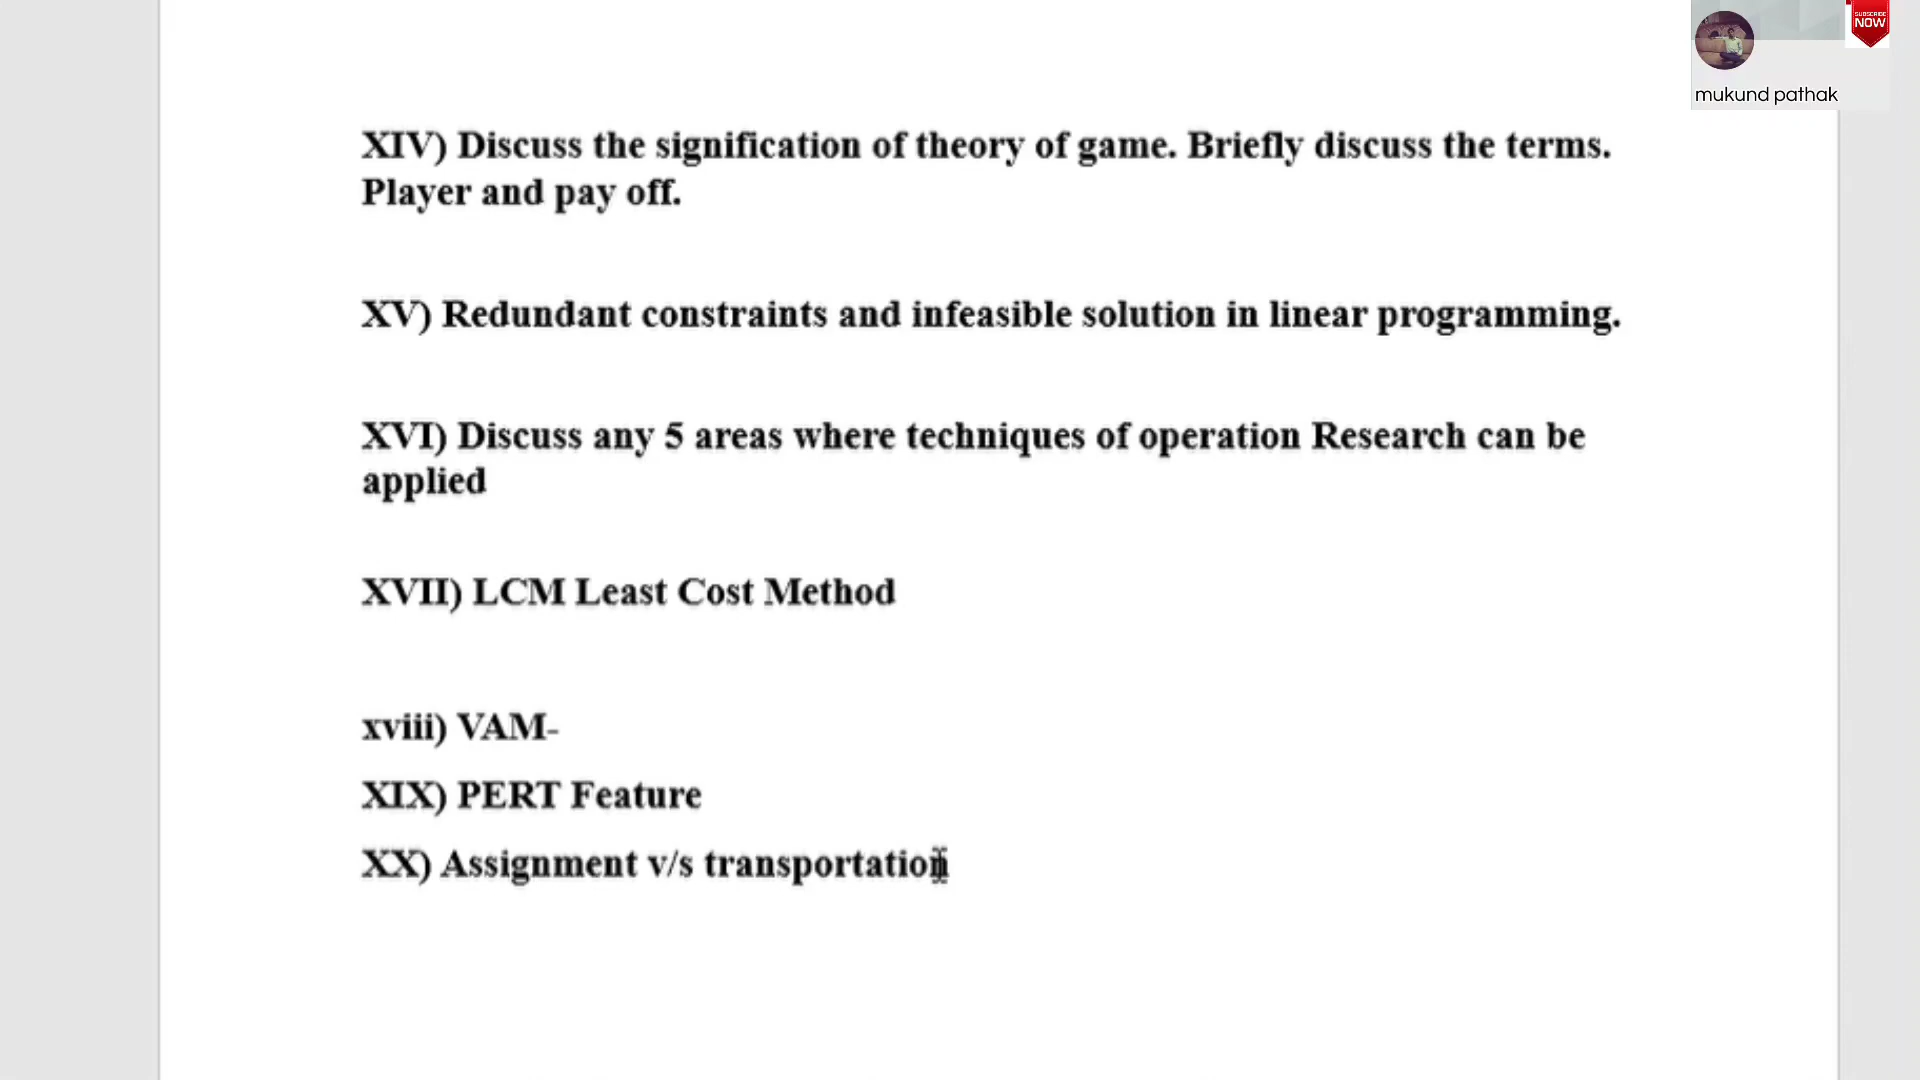 SUBSCRIBE
NOW
mukund pathak
XIV) Discuss the signification of theory of game. Briefly discuss the terms.
Player and pay off.
XV) Redundant constraints and infeasible solution in linear programming.
XVI) Discuss any 5 areas where techniques of operation Research can be
applied
XVII) LCM Least Cost Method
xviii) VAM-
XIX) PERT Feature
XX) Assignment v/s transportation